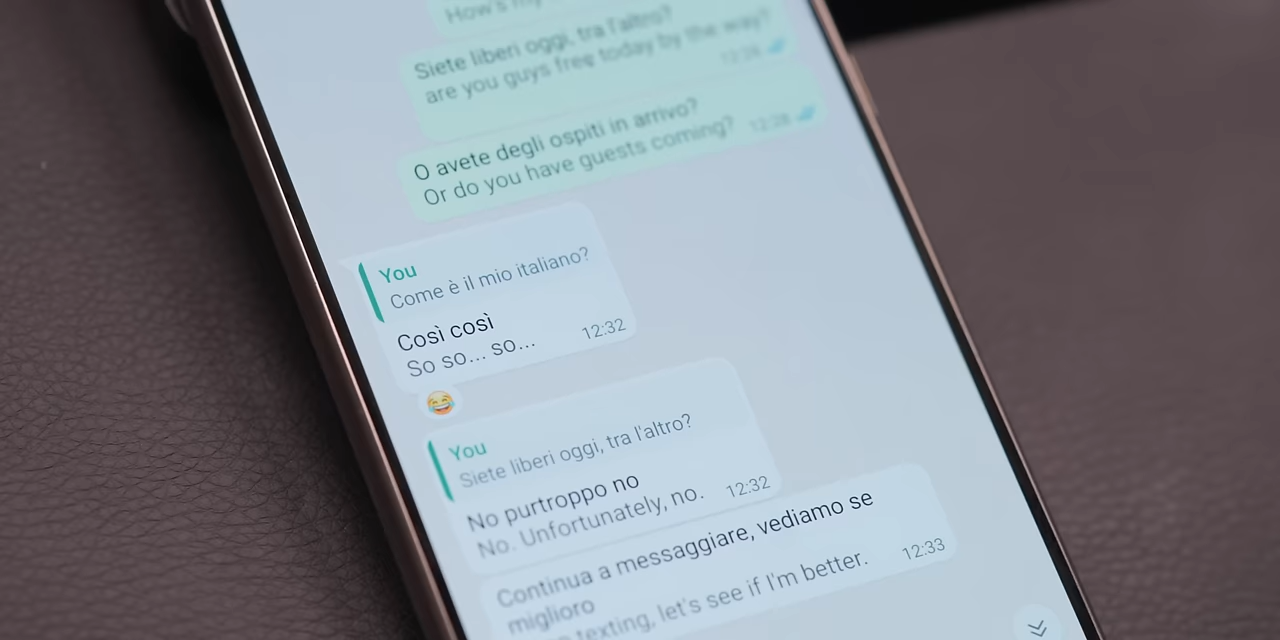 How's my
Siete liberi oggi, tra l'altro?
are you guys free today by the way?
O avete degli ospiti in arrivo?
Or do you have guests coming?
12:28
You
Come è il mio italiano?
Così così
So so... so...
12:32
You
Siete liberi oggi, tra l'altro?
No purtroppo no
No. Unfortunately, no.
12:32
Continua a messaggiare, vediamo se
miglioro
texting, let's see if I'm better.
12:33